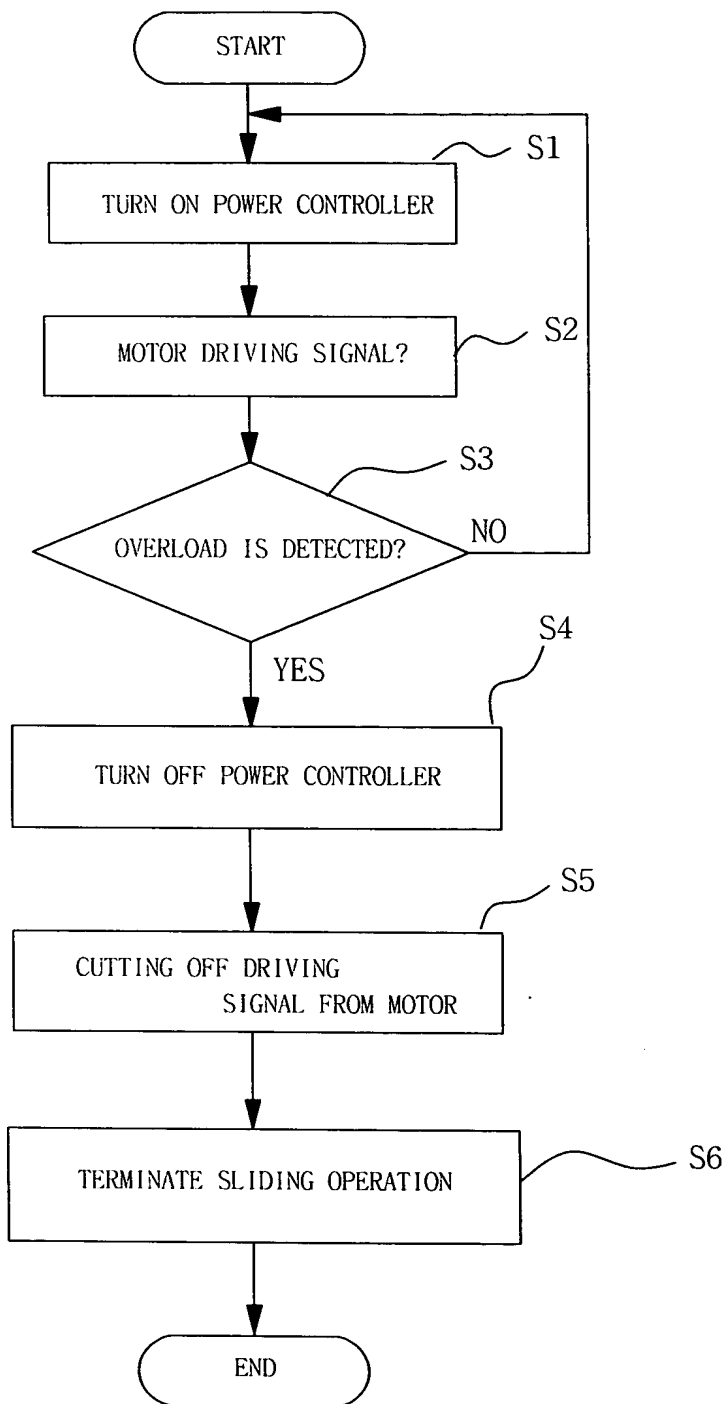 START
S1
TURN ON POWER CONTROLLER
S2
MOTOR DRIVING SIGNAL?
S3
OVERLOAD IS DETECTED?
NO
YES
S4
TURN OFF POWER CONTROLLER
S5
CUTTING OFF DRIVING
SIGNAL FROM MOTOR
S6
TERMINATE SLIDING OPERATION
END